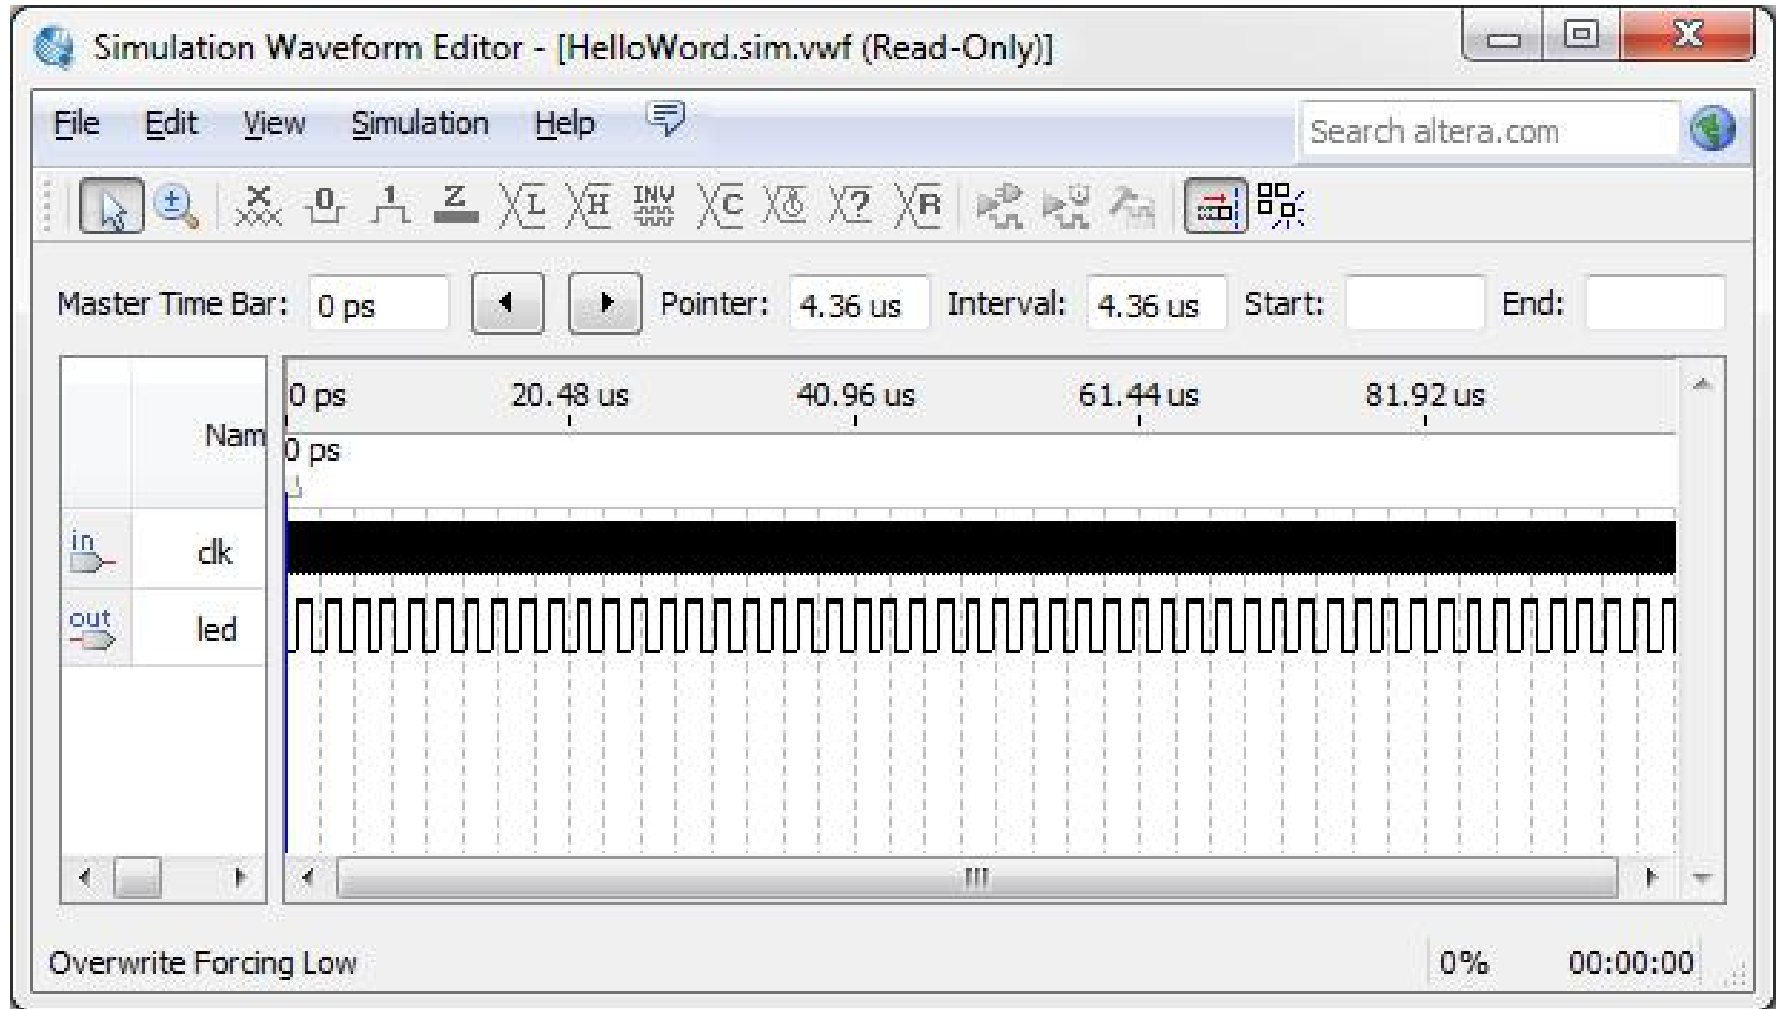 Simulation Waveform Editor - [HelloWord.sim.vwf (Read-Only)]
File Edit View Simulation Help Search altera.com
X 0 1 Z L H INV C ? R
Master Time Bar: 0 ps Pointer: 4.36 us Interval: 4.36 us Start: End:
0 ps 20.48 us 40.96 us 61.44 us 81.92 us
Nam
0 ps
in clk
out led
Overwrite Forcing Low 0% 00:00:00